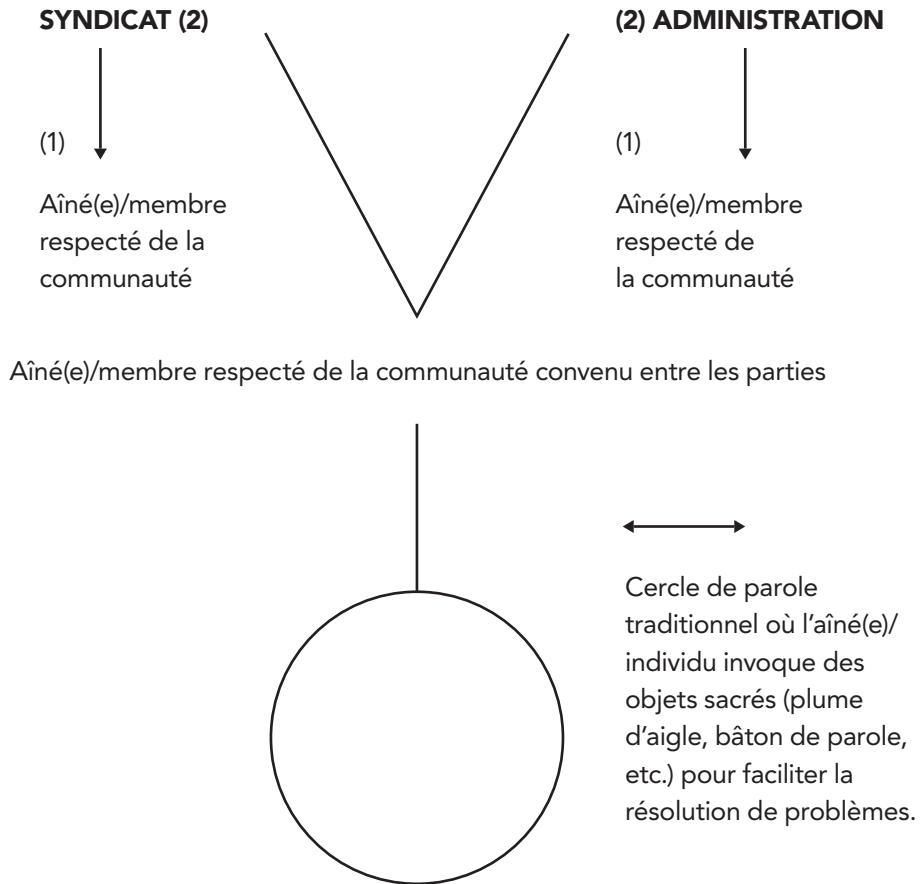 SYNDICAT (2)
(2) ADMINISTRATION
(1)
Aîné(e)/membre
respecté de la
communauté
(1)
Aîné(e)/membre
respecté de
la communauté
Aîné(e)/membre respecté de la communauté convenu entre les parties
Cercle de parole
traditionnel où l’aîné(e)/
individu invoque des
objets sacrés (plume
d’aigle, bâton de parole,
etc.) pour faciliter la
résolution de problèmes.